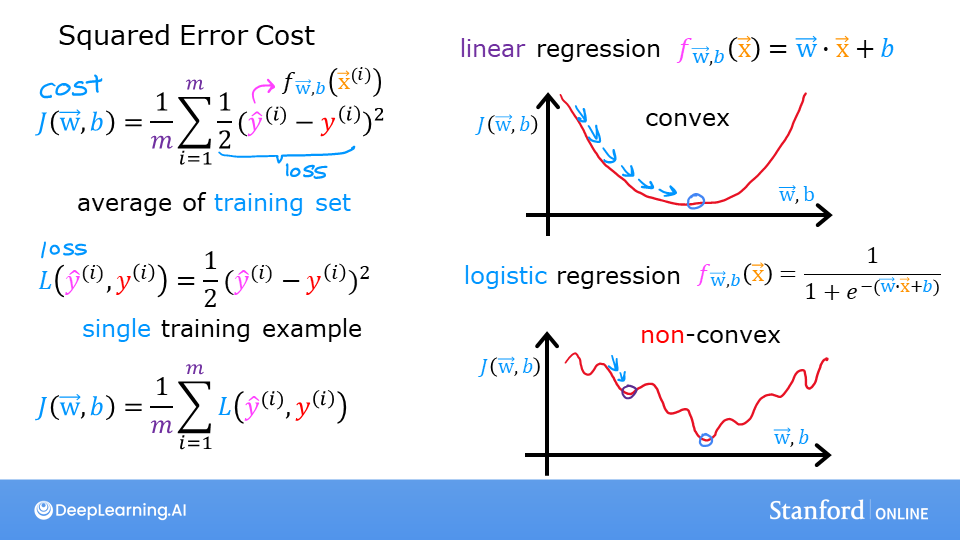 Squared Error Cost
cost
$J(\vec{w},b) = \frac{1}{m}\sum_{i=1}^{m}\frac{1}{2}(\hat{y}^{(i)} - y^{(i)})^2$
$f_{\vec{w},b}(\vec{x}^{(i)})$
loss
average of training set
loss
$L(\hat{y}^{(i)}, y^{(i)}) = \frac{1}{2}(\hat{y}^{(i)} - y^{(i)})^2$
single training example
$J(\vec{w},b) = \frac{1}{m}\sum_{i=1}^{m}L(\hat{y}^{(i)}, y^{(i)})$
linear regression $f_{\vec{w},b}(\vec{x}) = \vec{w} \cdot \vec{x} + b$
$J(\vec{w},b)$
convex
$\vec{w}$, b
logistic regression $f_{\vec{w},b}(\vec{x}) = \frac{1}{1 + e^{-(\vec{w}\cdot\vec{x}+b)}}$
non-convex
$J(\vec{w},b)$
$\vec{w}, b$
DeepLearning.AI
Stanford ONLINE